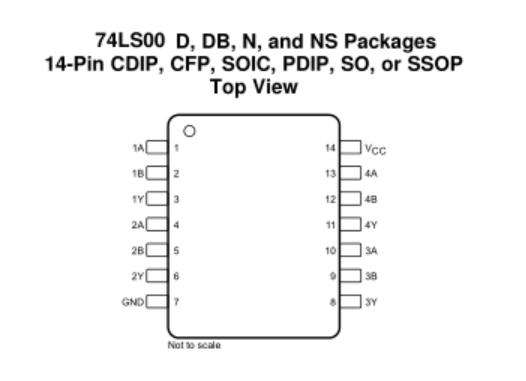 74LS00 D, DB, N, and NS Packages
14-Pin CDIP, CFP, SOIC, PDIP, SO, or SSOP
Top View
1A 1 14 VCC
1B 2 13 4A
1Y 3 12 4B
2A 4 11 4Y
2B 5 10 3A
2Y 6 9 3B
GND 7 8 3Y
Not to scale